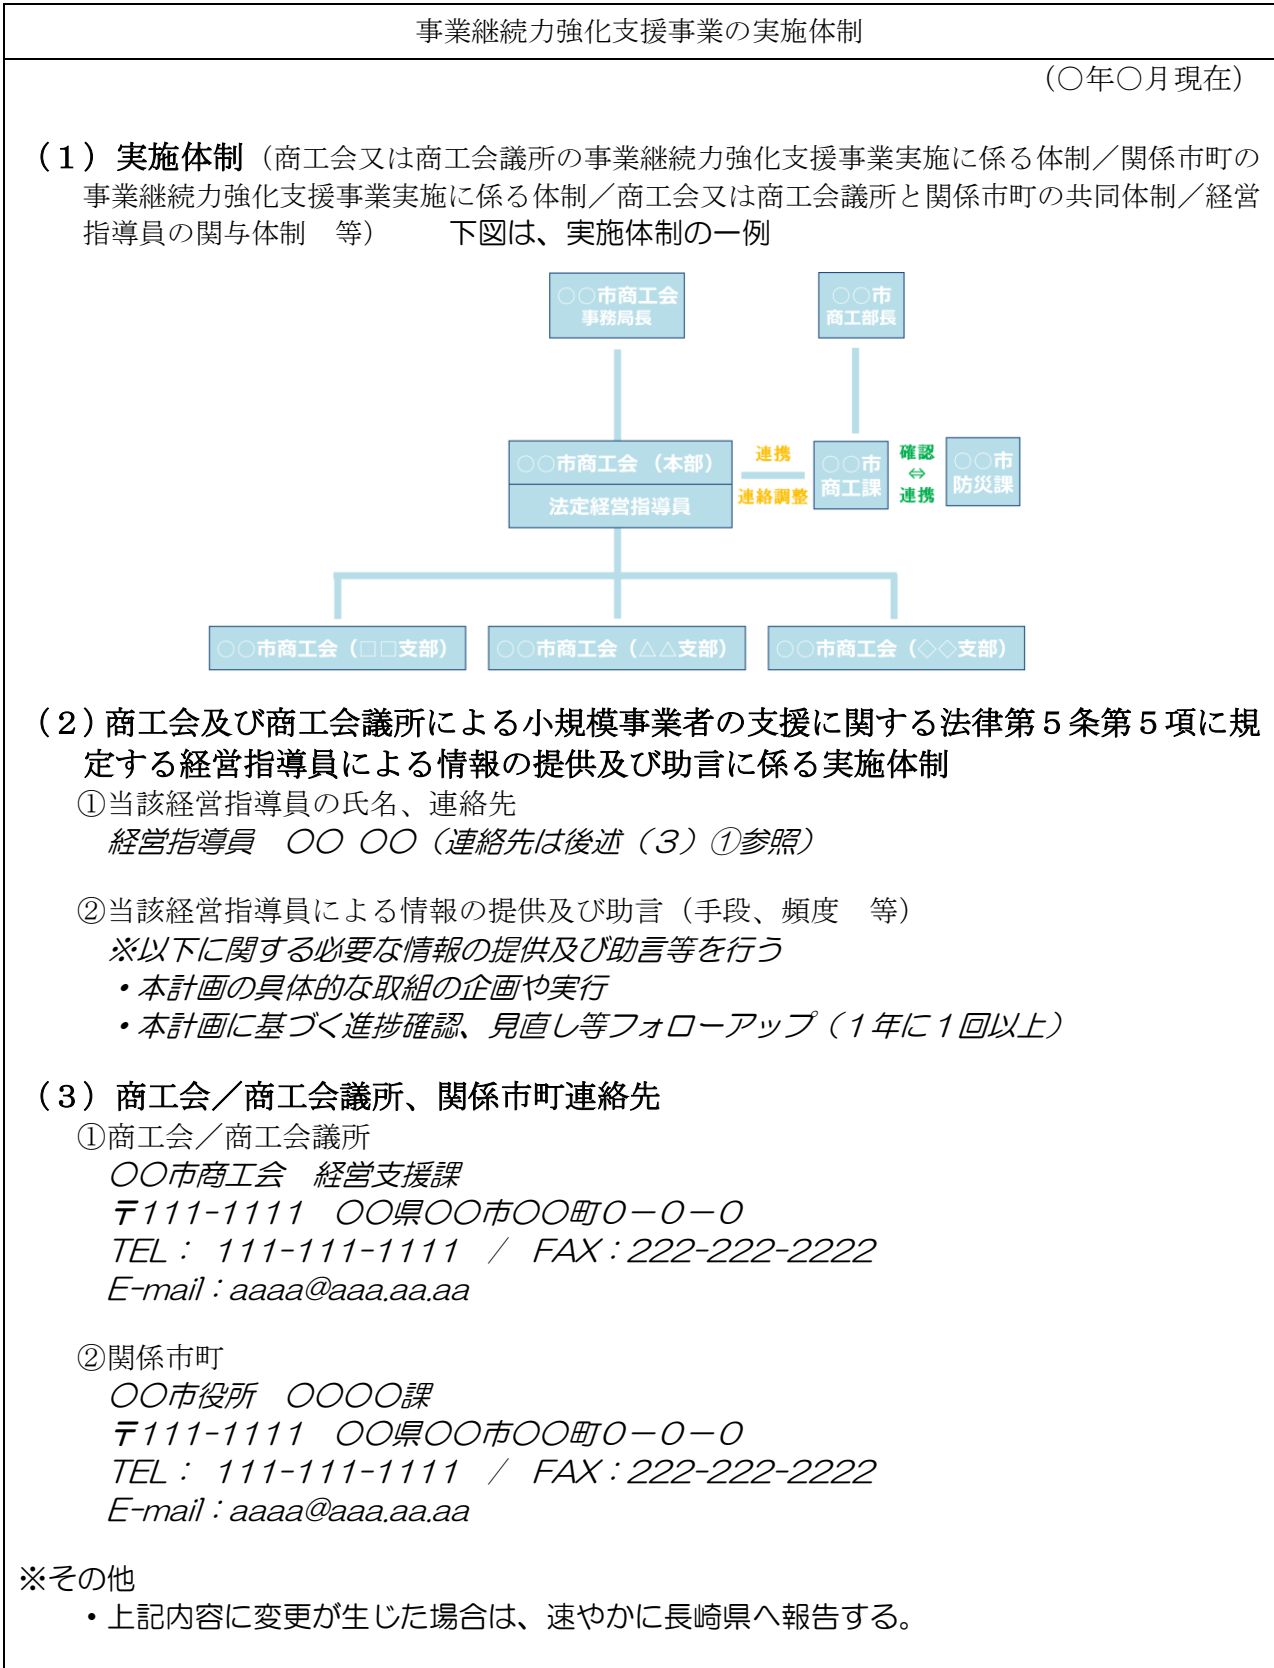 事業継続力強化支援事業の実施体制
（○年○月現在）
（１）実施体制（商工会又は商工会議所の事業継続力強化支援事業実施に係る体制／関係市町の
事業継続力強化支援事業実施に係る体制／商工会又は商工会議所と関係市町の共同体制／経営
指導員の関与体制　等）　　下図は、実施体制の一例
○○市商工会
事務局長
○○市
商工部長
○○市商工会 （本部）
法定経営指導員
連携
連絡調整
○○市
商工課
確認
⇔
連携
○○市
防災課
○○市商工会（□□支部）
○○市商工会（△△支部）
○○市商工会（◇◇支部）
（２）商工会及び商工会議所による小規模事業者の支援に関する法律第５条第５項に規
定する経営指導員による情報の提供及び助言に係る実施体制
①当該経営指導員の氏名、連絡先
経営指導員　○○ ○○（連絡先は後述（３）①参照）
②当該経営指導員による情報の提供及び助言（手段、頻度　等）
※以下に関する必要な情報の提供及び助言等を行う
・本計画の具体的な取組の企画や実行
・本計画に基づく進捗確認、見直し等フォローアップ（１年に１回以上）
（３）商工会／商工会議所、関係市町連絡先
①商工会／商工会議所
○○市商工会　経営支援課
〒111-1111　○○県○○市○○町０－０－０
TEL： 111-111-1111 ／ FAX：222-222-2222
E-mail：aaaa@aaa.aa.aa
②関係市町
○○市役所　○○○○課
〒111-1111　○○県○○市○○町０－０－０
TEL： 111-111-1111 ／ FAX：222-222-2222
E-mail：aaaa@aaa.aa.aa
※その他
・上記内容に変更が生じた場合は、速やかに長崎県へ報告する。